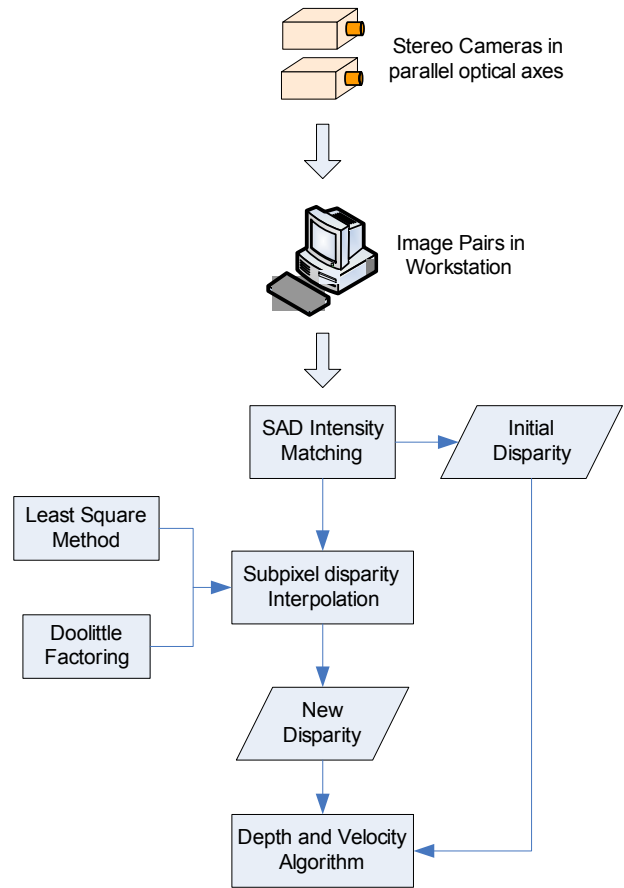 Stereo Cameras in
parallel optical axes
Image Pairs in
Workstation
SAD Intensity
Matching
Initial
Disparity
Least Square
Method
Subpixel disparity
Interpolation
Doolittle
Factoring
New
Disparity
Depth and Velocity
Algorithm